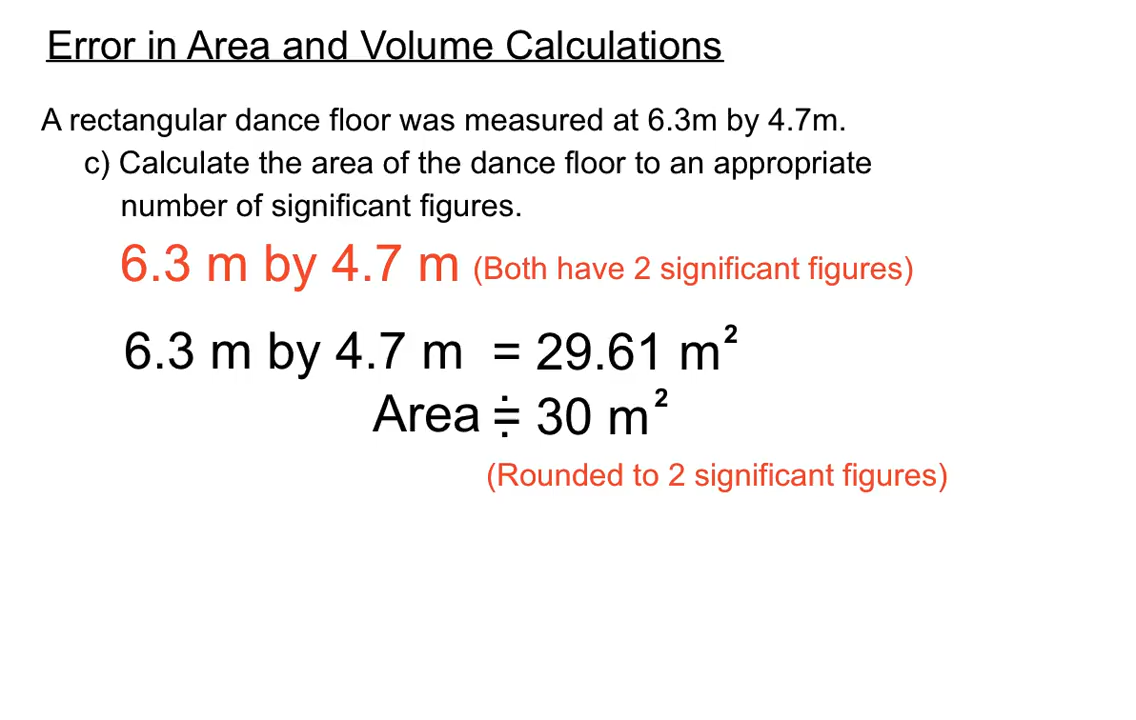 Error in Area and Volume Calculations
A rectangular dance floor was measured at 6.3m by 4.7m.
c) Calculate the area of the dance floor to an appropriate
number of significant figures.
6.3 m by 4.7 m (Both have 2 significant figures)
6.3 m by 4.7 m = 29.61 m²
Area ≑ 30 m²
(Rounded to 2 significant figures)